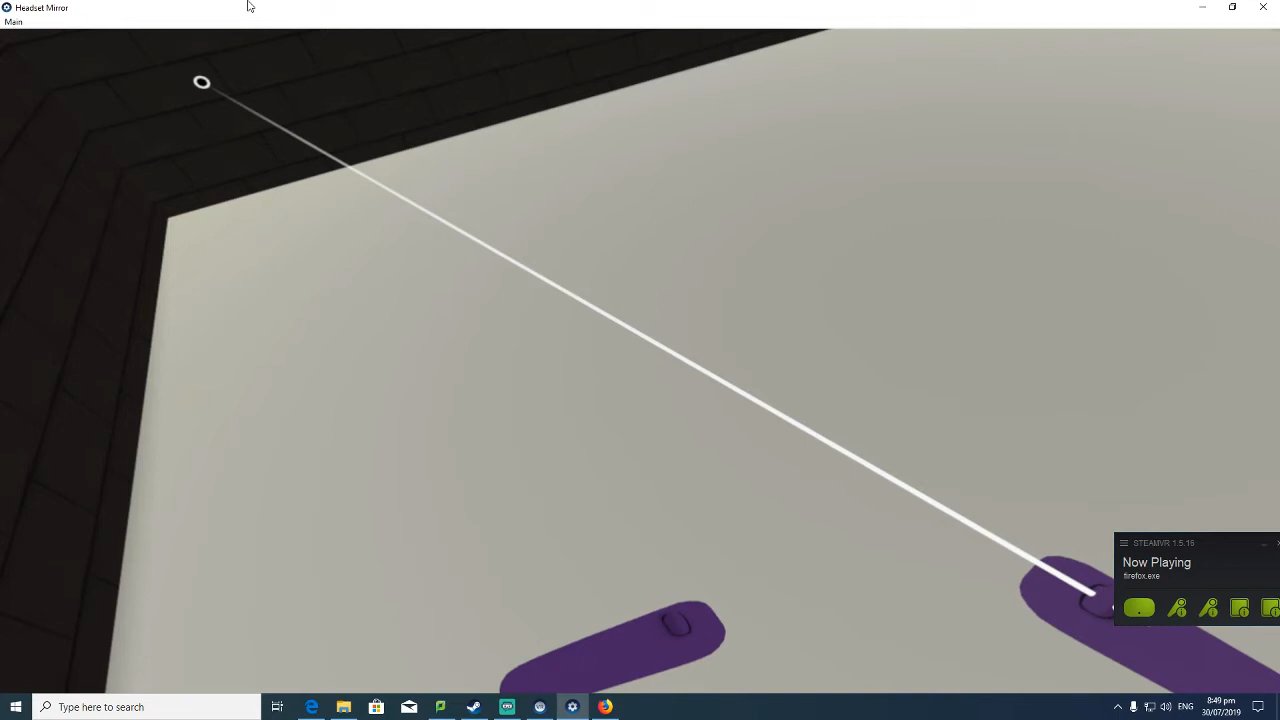 Headset Mirror
Main
STEAMVR 1.5.16
Now Playing
firefox.exe
Type here to search
ENG
8:49 pm
30/07/2019